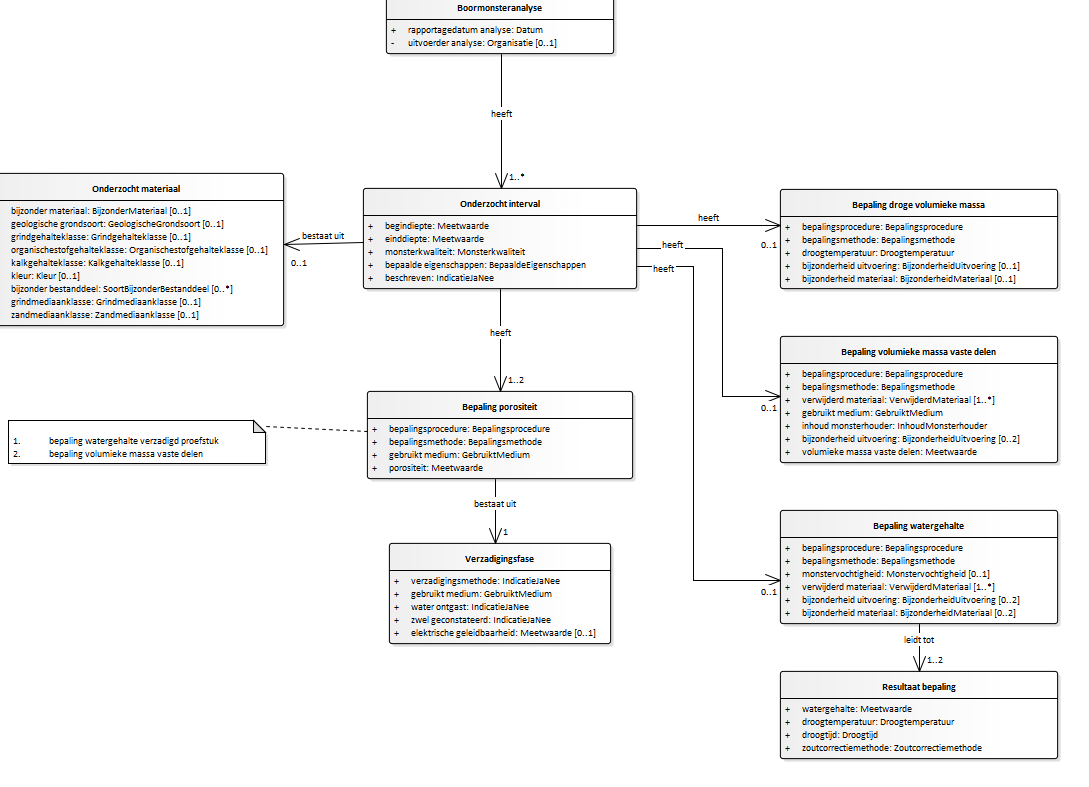 Boormonsteranalyse
+ rapportagedatum analyse: Datum
- uitvoerder analyse: Organisatie [0..1]
heeft
1..*
Onderzocht materiaal
bijzonder materiaal: BijzonderMateriaal [0..1]
geologische grondsoort: GeologischeGrondsoort [0..1]
grindgehalteklasse: Grindgehalteklasse [0..1]
organischestofgehalteklasse: Organischestofgehalteklasse [0..1]
kalkgehalteklasse: Kalkgehalteklasse [0..1]
kleur: Kleur [0..1]
bijzonder bestanddeel: SoortBijzonderBestanddeel [0..*]
grindmediaanklasse: Grindmediaanklasse [0..1]
zandmediaanklasse: Zandmediaanklasse [0..1]
bestaat uit
0..1
Onderzocht interval
+ begindiepte: Meetwaarde
+ einddiepte: Meetwaarde
+ monsterkwaliteit: Monsterkwaliteit
+ bepaalde eigenschappen: BepaaldeEigenschappen
+ beschreven: IndicatieJaNee
heeft
0..1
heeft
heeft
Bepaling droge volumieke massa
+ bepalingsprocedure: Bepalingsprocedure
+ bepalingsmethode: Bepalingsmethode
+ droogtemperatuur: Droogtemperatuur
+ bijzonderheid uitvoering: BijzonderheidUitvoering [0..1]
+ bijzonderheid materiaal: BijzonderheidMateriaal [0..1]
heeft
1..2
0..1
Bepaling volumieke massa vaste delen
+ bepalingsprocedure: Bepalingsprocedure
+ bepalingsmethode: Bepalingsmethode
+ verwijderd materiaal: VerwijderdMateriaal [1..*]
+ gebruikt medium: GebruiktMedium
+ inhoud monsterhouder: InhoudMonsterhouder
+ bijzonderheid uitvoering: BijzonderheidUitvoering [0..2]
+ volumieke massa vaste delen: Meetwaarde
Bepaling porositeit
+ bepalingsprocedure: Bepalingsprocedure
+ bepalingsmethode: Bepalingsmethode
+ gebruikt medium: GebruiktMedium
+ porositeit: Meetwaarde
1. bepaling watergehalte verzadigd proefstuk
2. bepaling volumieke massa vaste delen
bestaat uit
1
Verzadigingsfase
+ verzadigingsmethode: IndicatieJaNee
+ gebruikt medium: GebruiktMedium
+ water ontgast: IndicatieJaNee
+ zwel geconstateerd: IndicatieJaNee
+ elektrische geleidbaarheid: Meetwaarde [0..1]
0..1
Bepaling watergehalte
+ bepalingsprocedure: Bepalingsprocedure
+ bepalingsmethode: Bepalingsmethode
+ monstervochtigheid: Monstervochtigheid [0..1]
+ verwijderd materiaal: VerwijderdMateriaal [1..*]
+ bijzonderheid uitvoering: BijzonderheidUitvoering [0..2]
+ bijzonderheid materiaal: BijzonderheidMateriaal [0..2]
leidt tot
1..2
Resultaat bepaling
+ watergehalte: Meetwaarde
+ droogtemperatuur: Droogtemperatuur
+ droogtijd: Droogtijd
+ zoutcorrectiemethode: Zoutcorrectiemethode